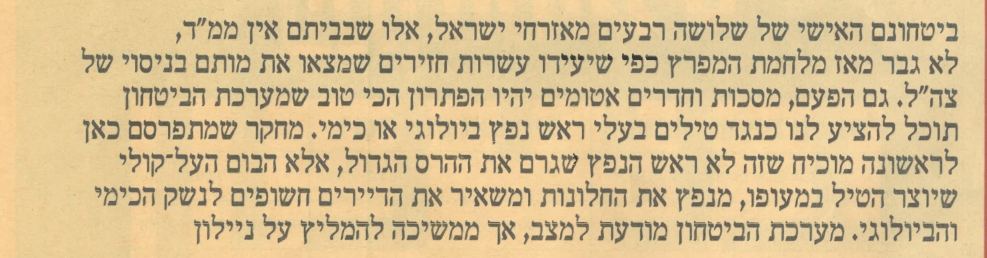 ביטחונם האישי של שלושה רבעים מאזרחי ישראל, אלו שבביתם אין ממ"ד,
לא גבר מאז מלחמת המפרץ כפי שיעידו עשרות חזירים שמצאו את מותם בניסוי של
צה"ל. גם הפעם, מסכות וחדרים אטומים יהיו הפתרון הכי טוב שמערכת הביטחון
תוכל להציע לנו כנגד טילים בעלי ראש נפץ ביולוגי או כימי. מחקר שמתפרסם כאן
לראשונה מוכיח שזה לא ראש הנפץ שגרם את ההרס הגדול, אלא הבום העל־קולי
שיוצר הטיל במעופו, מנפץ את החלונות ומשאיר את הדיירים חשופים לנשק הכימי
והביולוגי. מערכת הביטחון מודעת למצב, אך ממשיכה להמליץ על ניילון